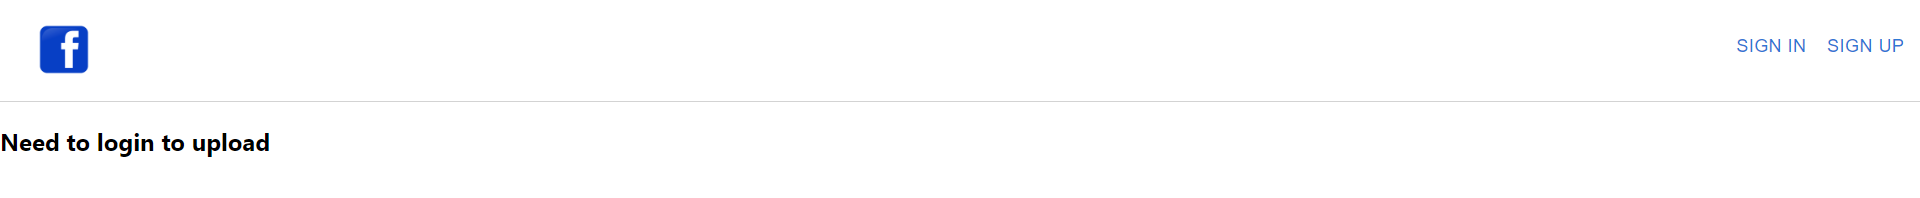 f
SIGN IN SIGN UP
Need to login to upload